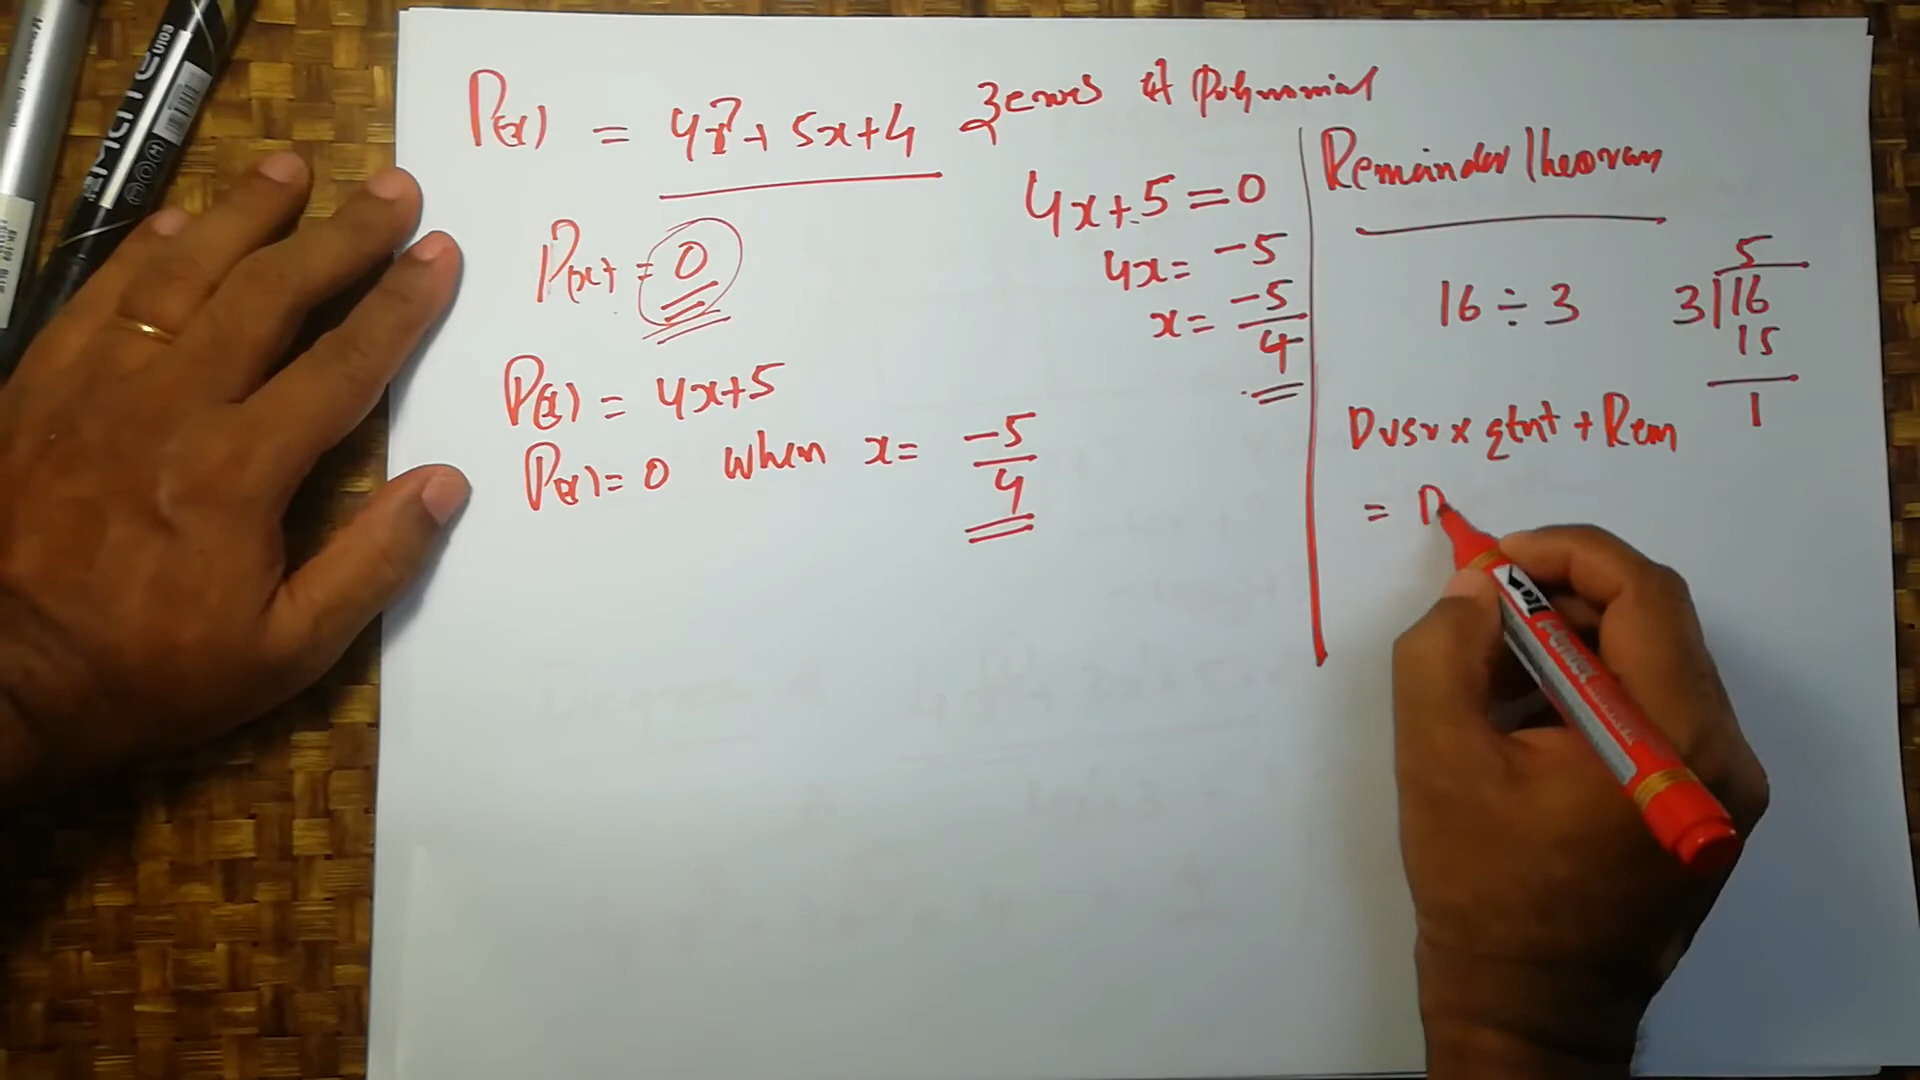 P(x) = 4x² + 5x + 4 Zeroes of Polynomial
P(x) = 0
P(x) = 4x+5
P(x) = 0 when x = -5/4
4x+5 = 0
4x = -5
x = -5/4
Remainder Theoram
16 ÷ 3
5
3 16
15
1
Dvsr x qtnt + Rem
= D